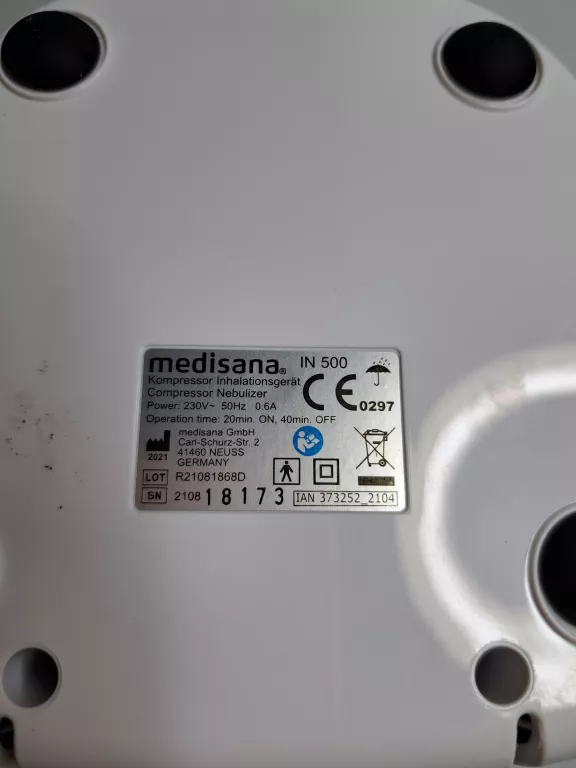 medisana® IN 500
Kompressor Inhalationsgerät
Compressor Nebulizer
Power: 230V~ 50Hz 0.6A
CE 0297
Operation time: 20min. ON, 40min. OFF
2021
medisana GmbH
Carl-Schurz-Str. 2
41460 NEUSS
GERMANY
LOT R21081868D
SN 2108 18173
IAN 373252_2104